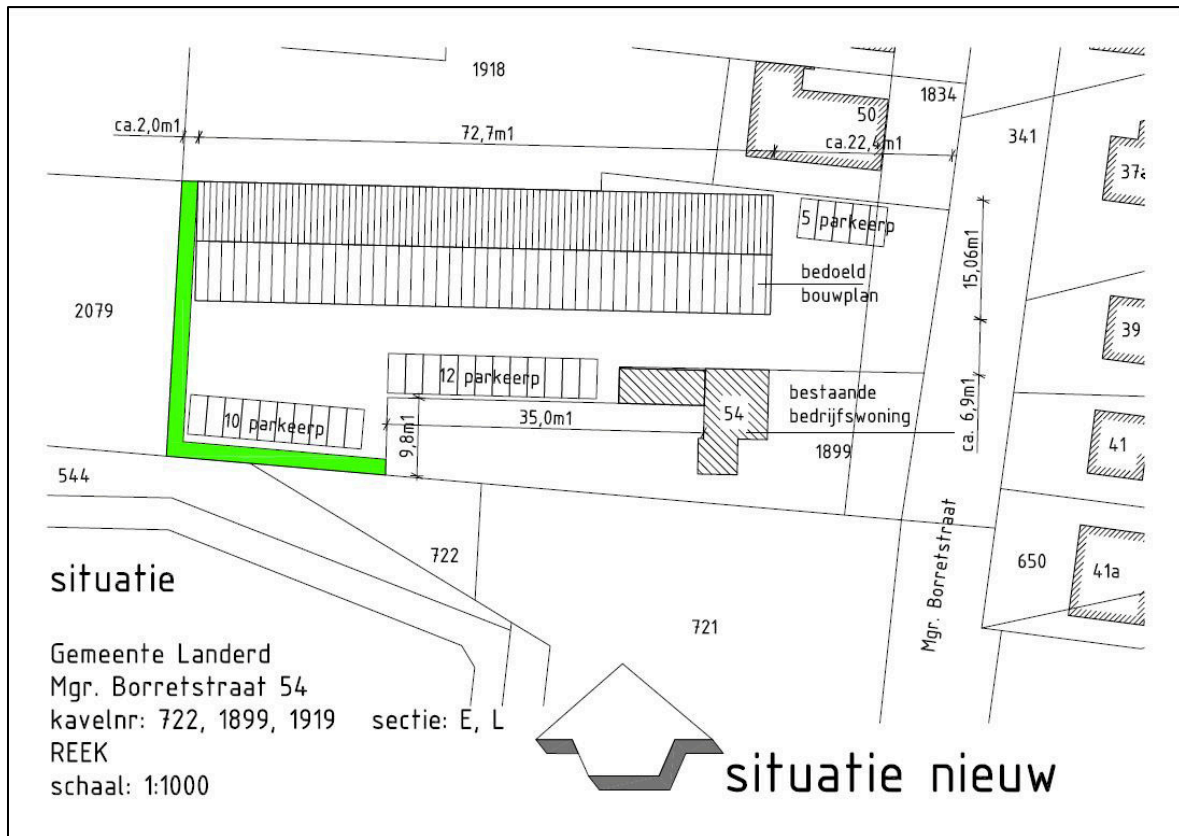 1918
1834
50
ca.2,0m1
72,7m1
ca.22,4m1
341
37a
5 parkeerp
15,06m1
bedoeld
bouwplan
2079
39
12 parkeerp
bestaande
bedrijfswoning
54
35,0m1
ca. 6,9m1
10 parkeerp
9,8m1
1899
41
544
722
Mgr. Borretstraat
650
41a
721
situatie
Gemeente Landerd
Mgr. Borretstraat 54
kavelnr: 722, 1899, 1919 sectie: E, L
REEK
schaal: 1:1000
situatie nieuw